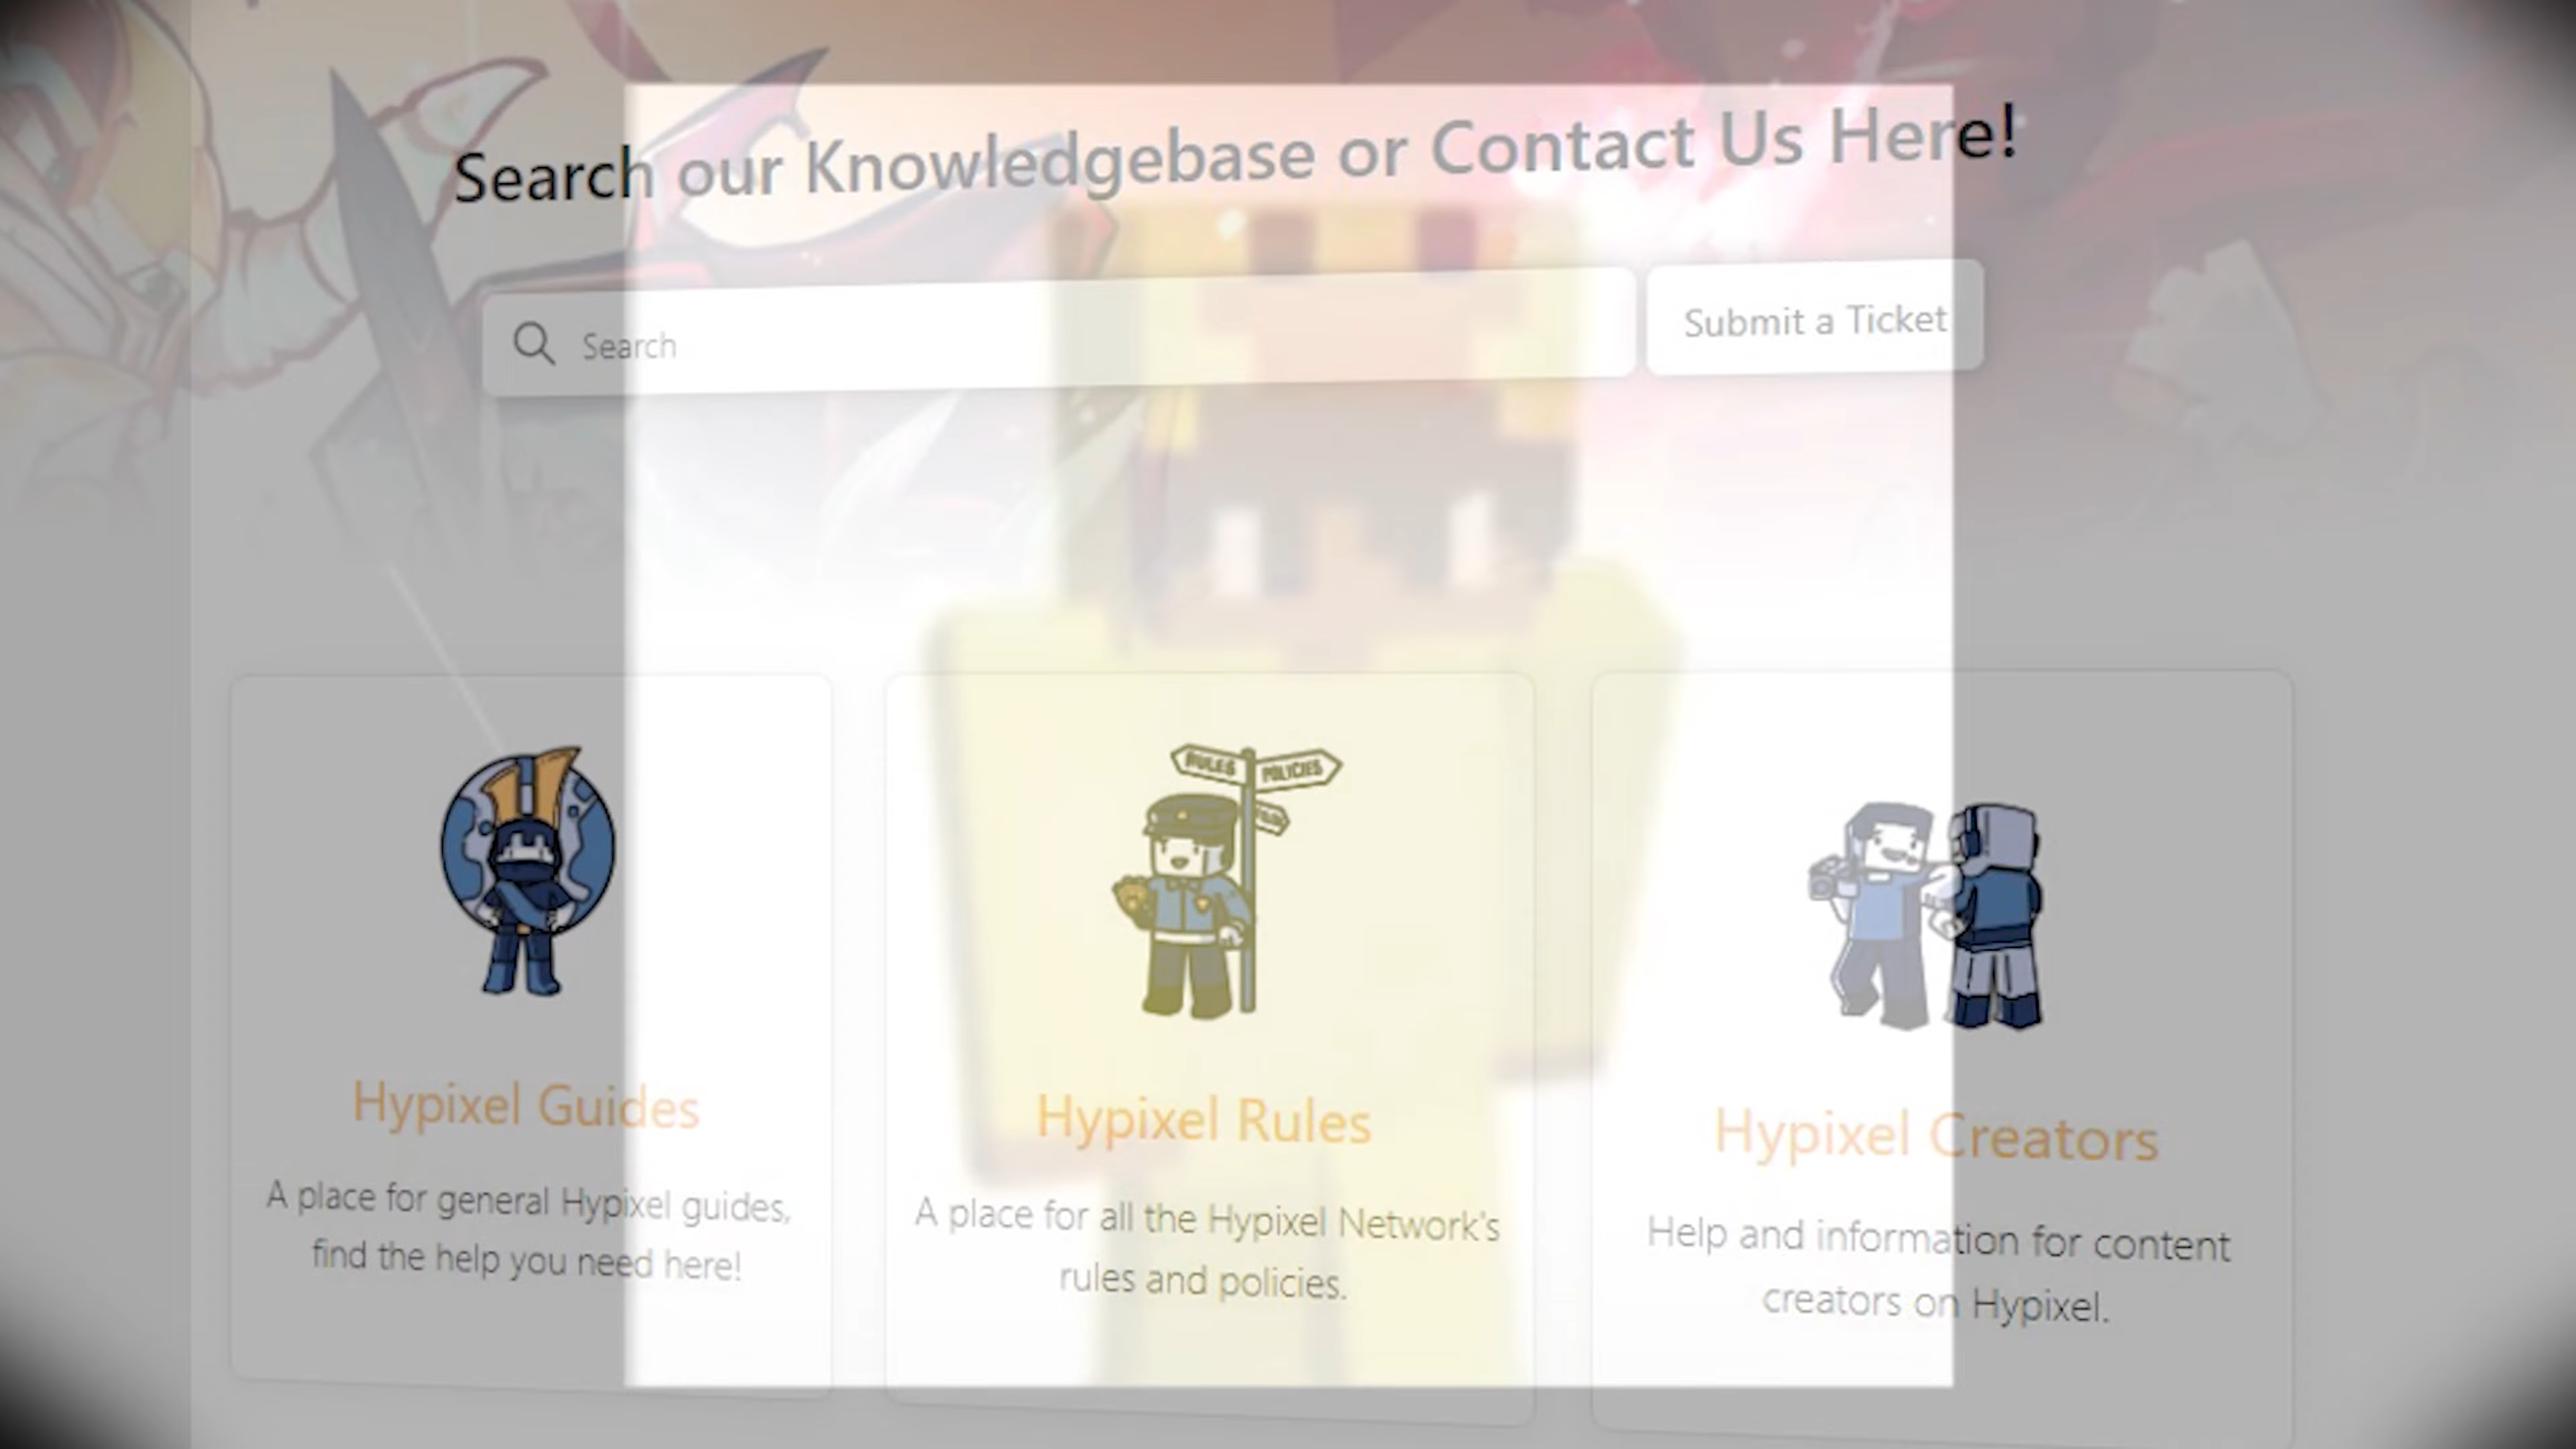 Search our Knowledgebase or Contact Us Here!
Search
Submit a Ticket
RULES
POLICIES
Hypixel Guides
A place for general Hypixel guides,
find the help you need here!
Hypixel Rules
A place for all the Hypixel Network's
rules and policies.
Hypixel Creators
Help and information for content
creators on Hypixel.